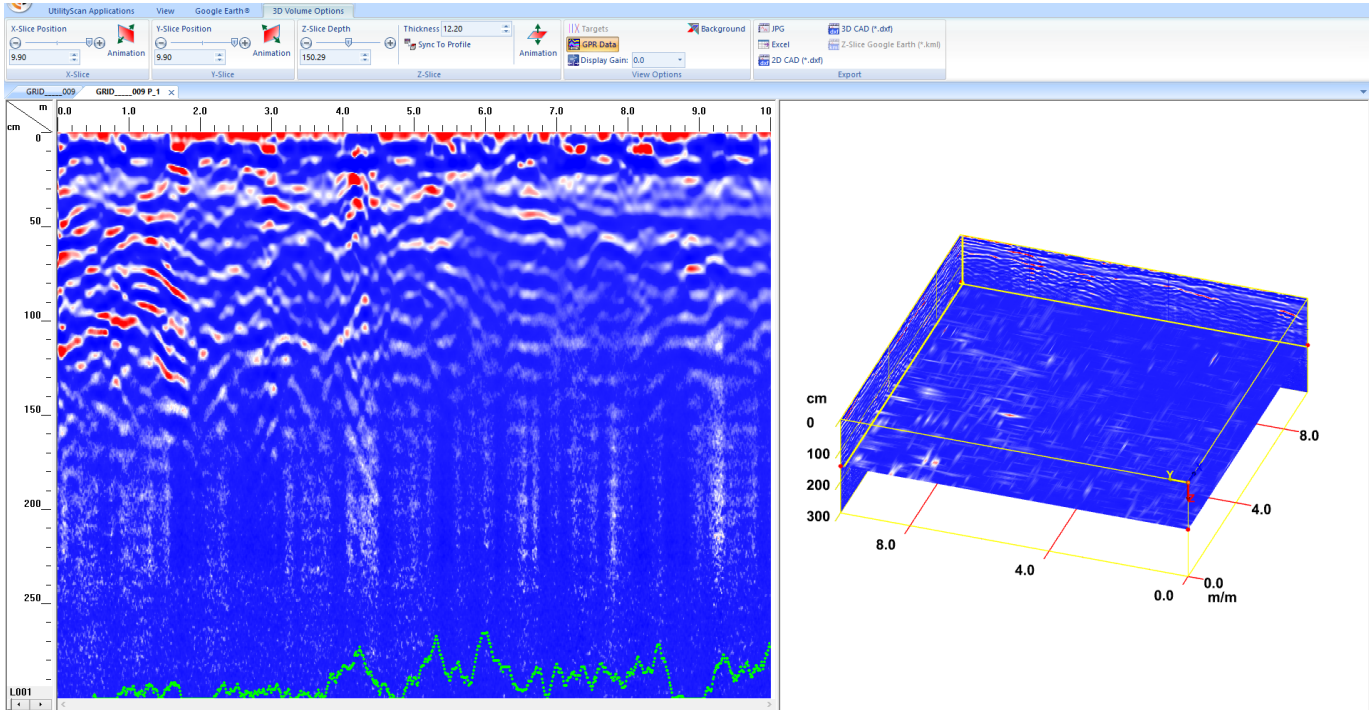 UtilityScan Applications View Google Earth® 3D Volume Options
X-Slice Position
9.90
Animation
X-Slice
Y-Slice Position
9.90
Animation
Y-Slice
Z-Slice Depth
150.29
Thickness 12.20
Sync To Profile
Animation
Z-Slice
Targets
GPR Data
Display Gain: 0.0
Background
View Options
JPG
Excel
2D CAD (*.dxf)
3D CAD (*.dxf)
Z-Slice Google Earth (*.kml)
Export
GRID____009 GRID____009 P_1 ×
m
cm
0.0 1.0 2.0 3.0 4.0 5.0 6.0 7.0 8.0 9.0 10
0
50
100
150
200
250
L001
cm
0
100
200
300
8.0
4.0
0.0
Y
8.0
4.0
0.0
m/m